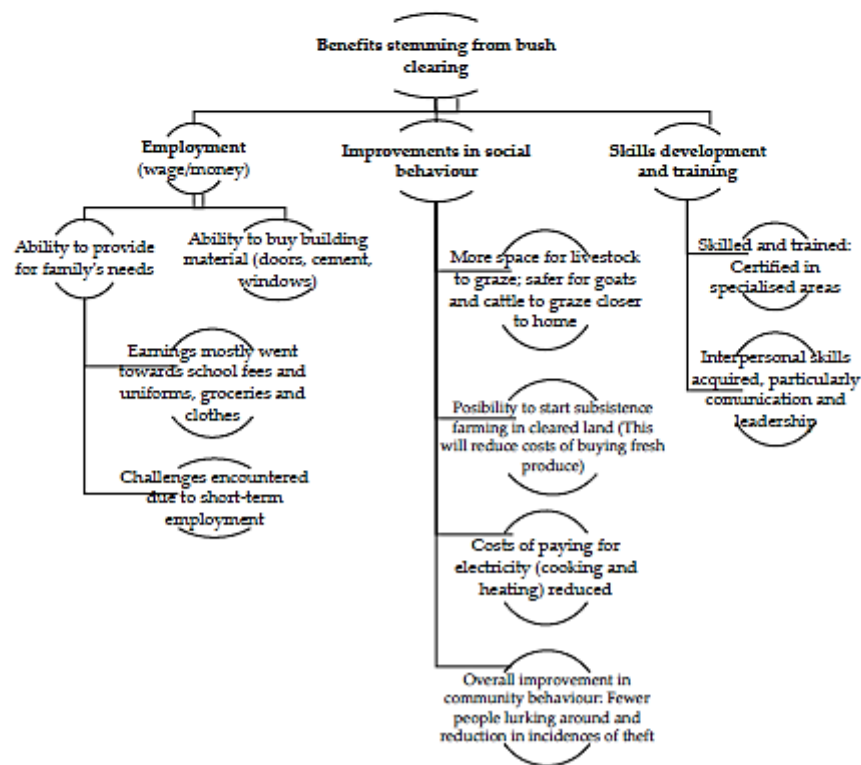 Benefits stemming from bush
clearing
Employment
(wage/money)
Improvements in social
behaviour
Skills development
and training
Ability to provide
for family's needs
Ability to buy building
material (doors, cement,
windows)
Earnings mostly went
towards school fees and
uniforms, groceries and
clothes
Challenges encountered
due to short-term
employment
More space for livestock
to graze; safer for goats
and cattle to graze closer
to home
Posibility to start subsistence
farming in cleared land (This
will reduce costs of buying fresh
produce)
Costs of paying for
electricity (cooking and
heating) reduced
Overall improvement in
community behaviour: Fewer
people lurking around and
reduction in incidences of theft
Skilled and trained:
Certified in
specialised areas
Interpersonal skills
acquired, particularly
comunication and
leadership